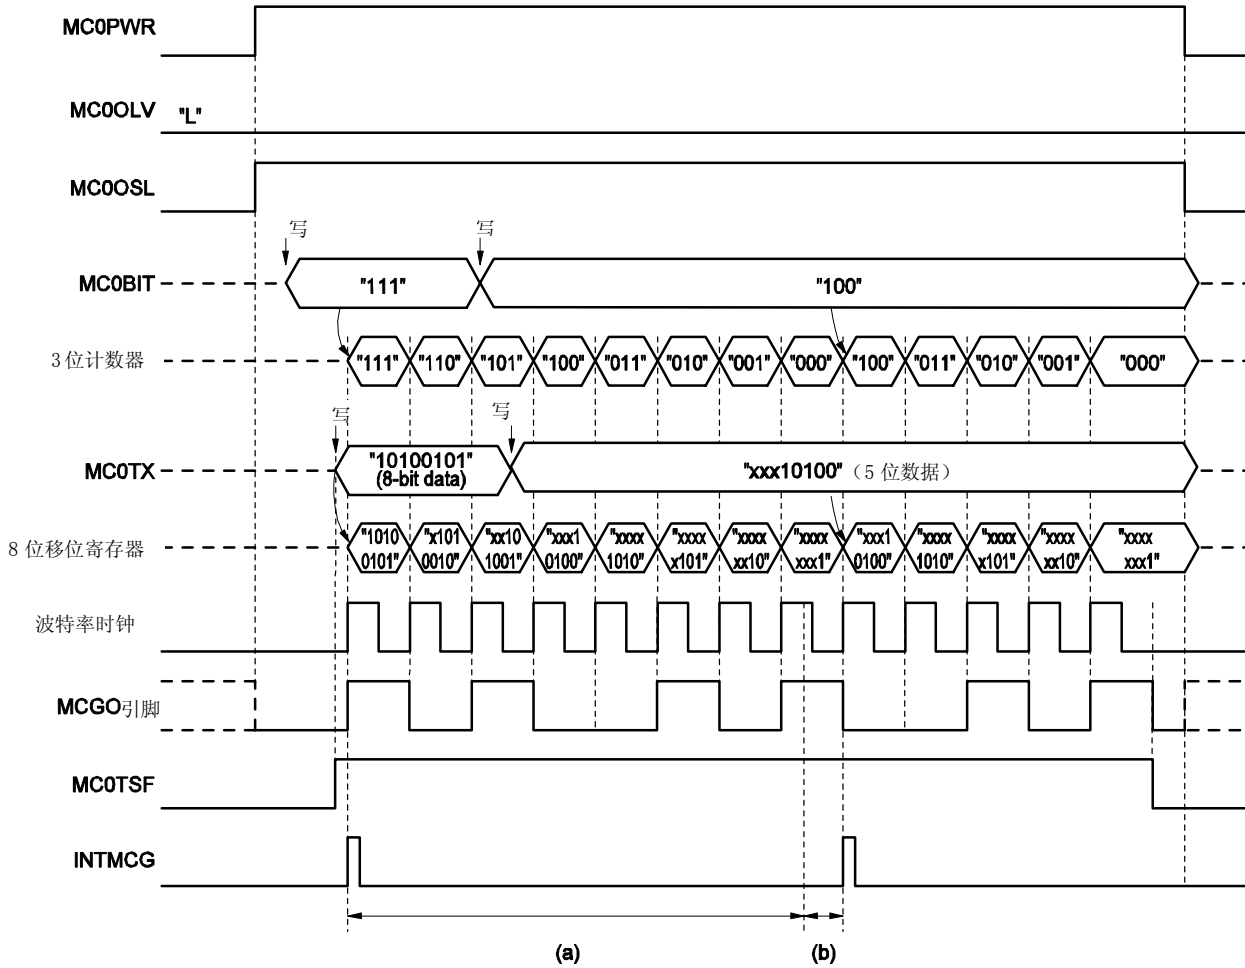 MC0PWR
MC0OLV "L"
MC0OSL
写 写
MC0BIT "111" "100"
3 位计数器 "111" "110" "101" "100" "011" "010" "001" "000" "100" "011" "010" "001" "000"
写 写
MC0TX "10100101" "xxx10100"（5 位数据）
(8-bit data)
8 位移位寄存器 "1010 "x101 "xx10 "xxx1 "xxxx "xxxx "xxxx "xxxx "xxx1 "xxxx "xxxx "xxxx "xxxx
0101" 0010" 1001" 0100" 1010" x101" xx10" xxx1" 0100" 1010" x101" xx10" xxx1"
波特率时钟
MCGO引脚
MC0TSF
INTMCG
(a) (b)